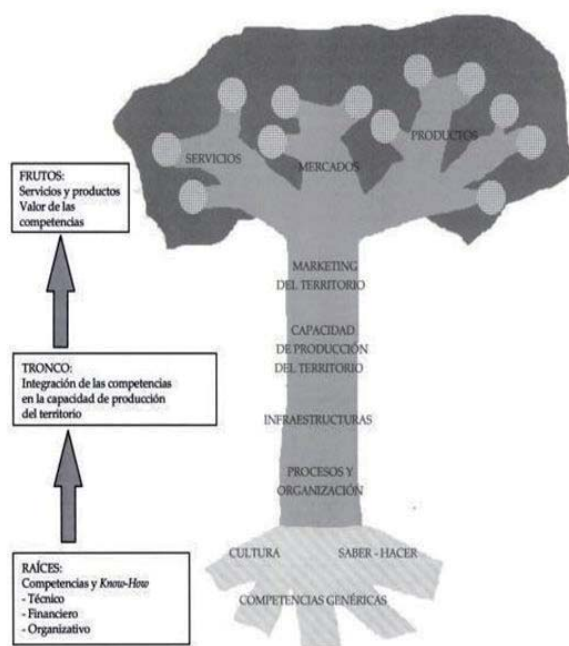 SERVICIOS
MERCADOS
PRODUCTOS
FRUTOS:
Servicios y productos
Valor de las
competencias
MARKETING
DEL TERRITORIO
CAPACIDAD
DE PRODUCCIÓN
DEL TERRITORIO
TRONCO:
Integración de las competencias
en la capacidad de producción
del territorio
INFRAESTRUCTURAS
PROCESOS Y
ORGANIZACIÓN
CULTURA
SABER - HACER
COMPETENCIAS GENÉRICAS
RAÍCES:
Competencias y Know-How
- Técnico
- Financiero
- Organizativo